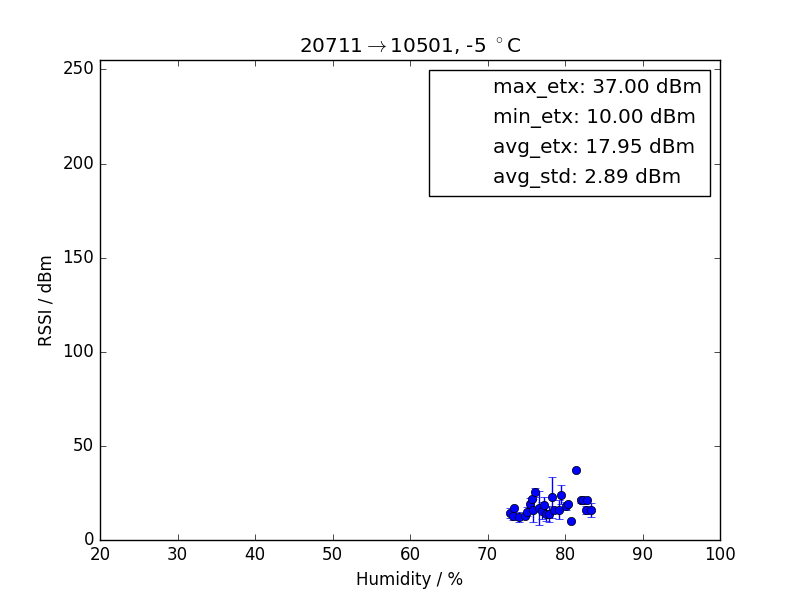 20711→10501, -5 °C
max_etx: 37.00 dBm
min_etx: 10.00 dBm
avg_etx: 17.95 dBm
avg_std: 2.89 dBm
RSSI / dBm
250
200
150
100
50
0
20 30 40 50 60 70 80 90 100
Humidity / %